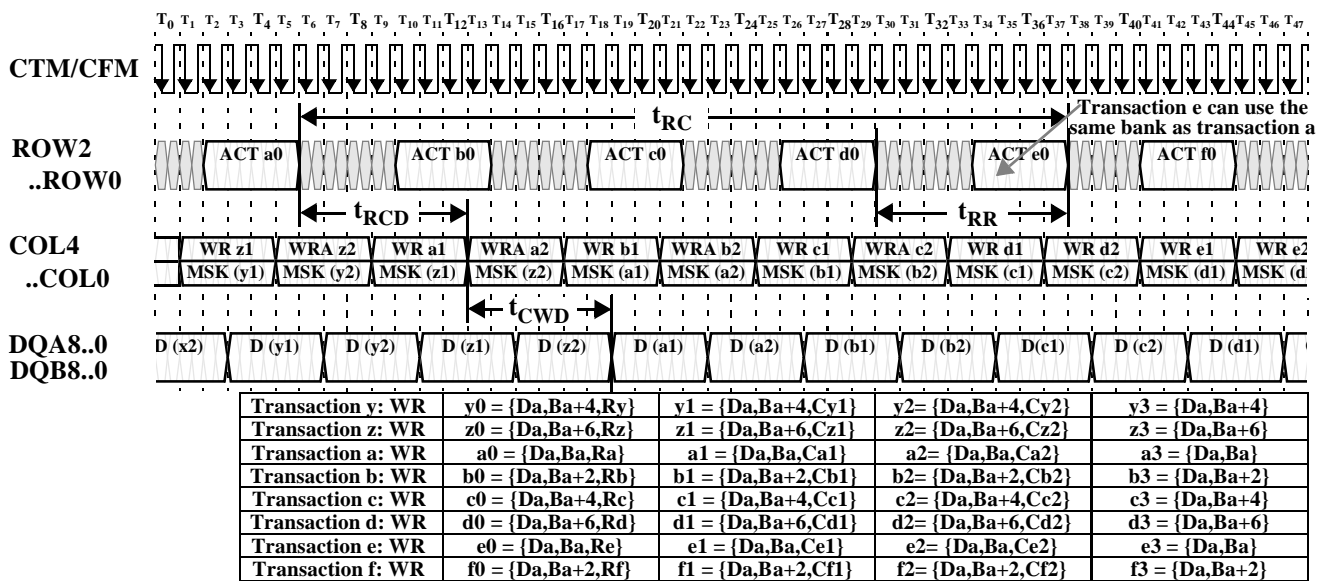 T0 T1 T2 T3 T4 T5 T6 T7 T8 T9 T10 T11 T12 T13 T14 T15 T16 T17 T18 T19 T20 T21 T22 T23 T24 T25 T26 T27 T28 T29 T30 T31 T32 T33 T34 T35 T36 T37 T38 T39 T40 T41 T42 T43 T44 T45 T46 T47
CTM/CFM
Transaction e can use the
same bank as transaction a
tRC
ROW2
..ROW0
ACT a0 ACT b0 ACT c0 ACT d0 ACT e0 ACT f0
tRCD tRR
COL4
..COL0
WR z1 WRA z2 WR a1 WRA a2 WR b1 WRA b2 WR c1 WRA c2 WR d1 WR d2 WR e1 WR e2
MSK (y1) MSK (y2) MSK (z1) MSK (z2) MSK (a1) MSK (a2) MSK (b1) MSK (b2) MSK (c1) MSK (c2) MSK (d1) MSK (d
tCWD
DQA8..0
DQB8..0
D (x2) D (y1) D (y2) D (z1) D (z2) D (a1) D (a2) D (b1) D (b2) D(c1) D (c2) D (d1)
Transaction y: WR y0 = {Da,Ba+4,Ry} y1 = {Da,Ba+4,Cy1} y2= {Da,Ba+4,Cy2} y3 = {Da,Ba+4}
Transaction z: WR z0 = {Da,Ba+6,Rz} z1 = {Da,Ba+6,Cz1} z2= {Da,Ba+6,Cz2} z3 = {Da,Ba+6}
Transaction a: WR a0 = {Da,Ba,Ra} a1 = {Da,Ba,Ca1} a2= {Da,Ba,Ca2} a3 = {Da,Ba}
Transaction b: WR b0 = {Da,Ba+2,Rb} b1 = {Da,Ba+2,Cb1} b2= {Da,Ba+2,Cb2} b3 = {Da,Ba+2}
Transaction c: WR c0 = {Da,Ba+4,Rc} c1 = {Da,Ba+4,Cc1} c2= {Da,Ba+4,Cc2} c3 = {Da,Ba+4}
Transaction d: WR d0 = {Da,Ba+6,Rd} d1 = {Da,Ba+6,Cd1} d2= {Da,Ba+6,Cd2} d3 = {Da,Ba+6}
Transaction e: WR e0 = {Da,Ba,Re} e1 = {Da,Ba,Ce1} e2= {Da,Ba,Ce2} e3 = {Da,Ba}
Transaction f: WR f0 = {Da,Ba+2,Rf} f1 = {Da,Ba+2,Cf1} f2= {Da,Ba+2,Cf2} f3 = {Da,Ba+2}